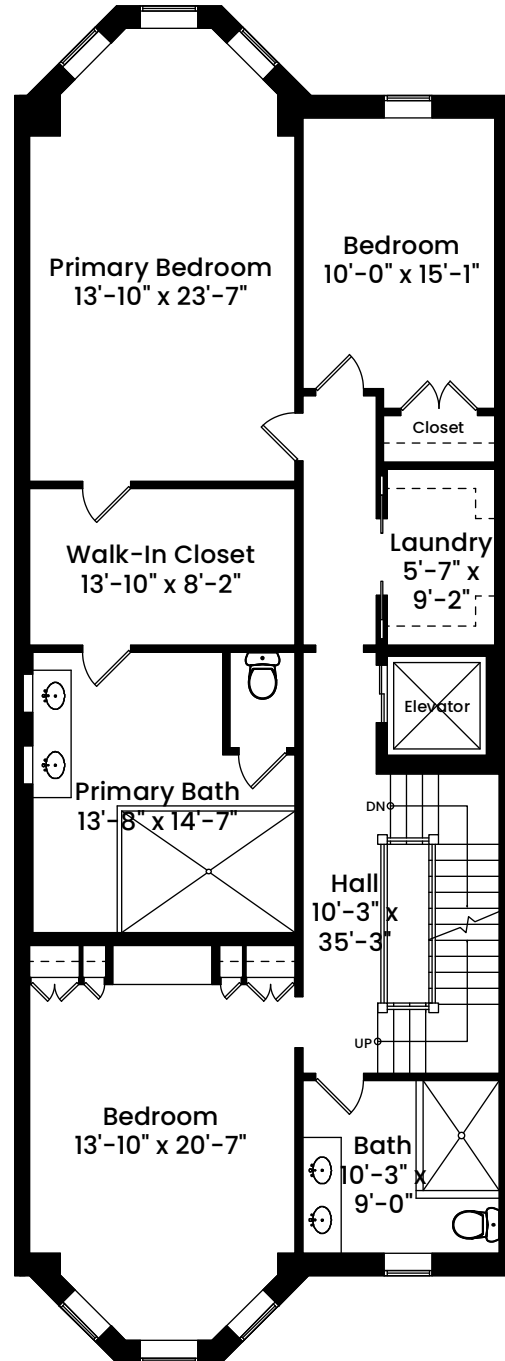 Primary Bedroom
13'-10" x 23'-7"
Bedroom
10'-0" x 15'-1"
Closet
Walk-In Closet
13'-10" x 8'-2"
Laundry
5'-7" x
9'-2"
Elevator
Primary Bath
13'-8" x 14'-7"
DN
Hall
10'-3" x
35'-3"
UP
Bedroom
13'-10" x 20'-7"
Bath
10'-3" x
9'-0"